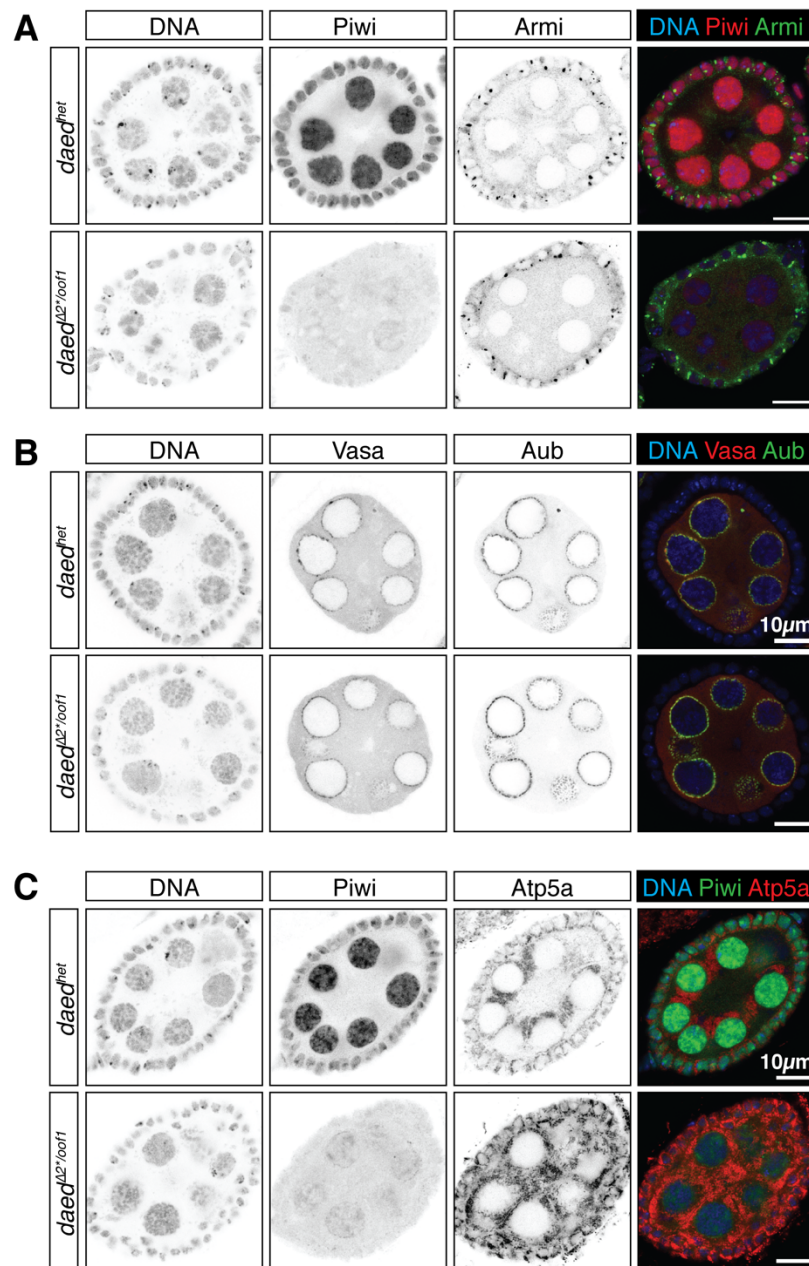 A
DNA
Piwi
Armi
DNA Piwi Armi
daed^het
daed^Δ2*/oof1
B
DNA
Vasa
Aub
DNA Vasa Aub
daed^het
10µm
daed^Δ2*/oof1
C
DNA
Piwi
Atp5a
DNA Piwi Atp5a
daed^het
10µm
daed^Δ2*/oof1